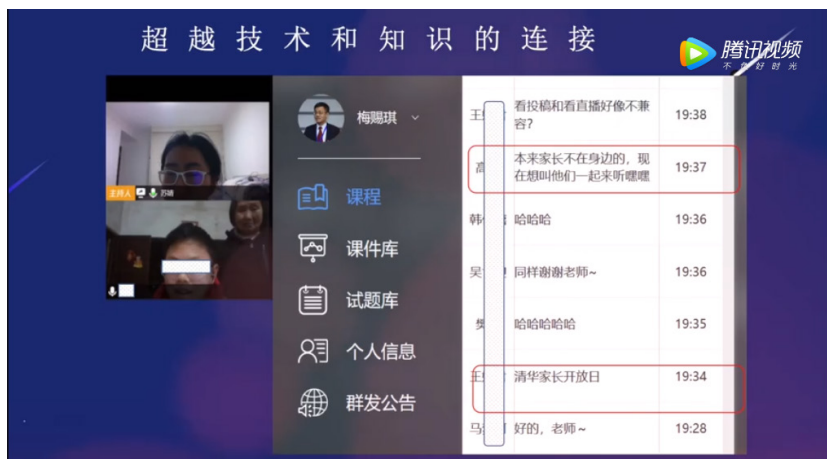 超越技术和知识的连接
腾讯视频
不负好时光
主持人
苏婧
梅赐琪
课程
课件库
试题库
个人信息
群发公告
王
看投稿和看直播好像不兼
容?
19:38
高
本来家长不在身边的，现
在想叫他们一起来听嘿嘿
19:37
韩
哈哈哈
19:36
吴
同样谢谢老师~
19:36
樊
哈哈哈哈哈
19:35
王
清华家长开放日
19:34
马
好的，老师~
19:28